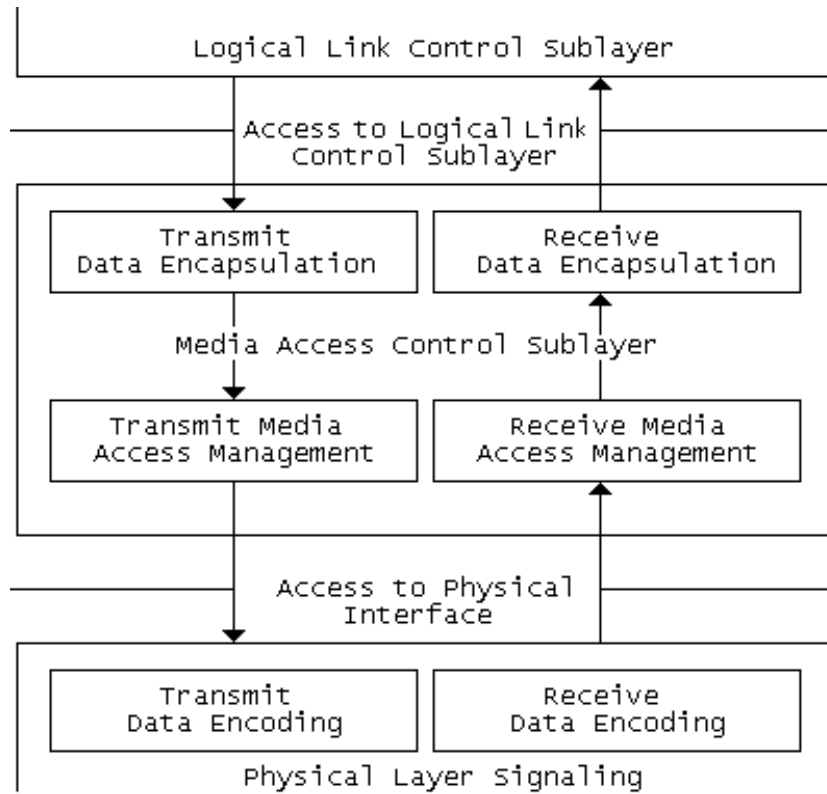 Logical Link Control Sublayer
Access to Logical Link
Control Sublayer
Transmit
Data Encapsulation
Receive
Data Encapsulation
Media Access Control Sublayer
Transmit Media
Access Management
Receive Media
Access Management
Access to Physical
Interface
Transmit
Data Encoding
Receive
Data Encoding
Physical Layer Signaling